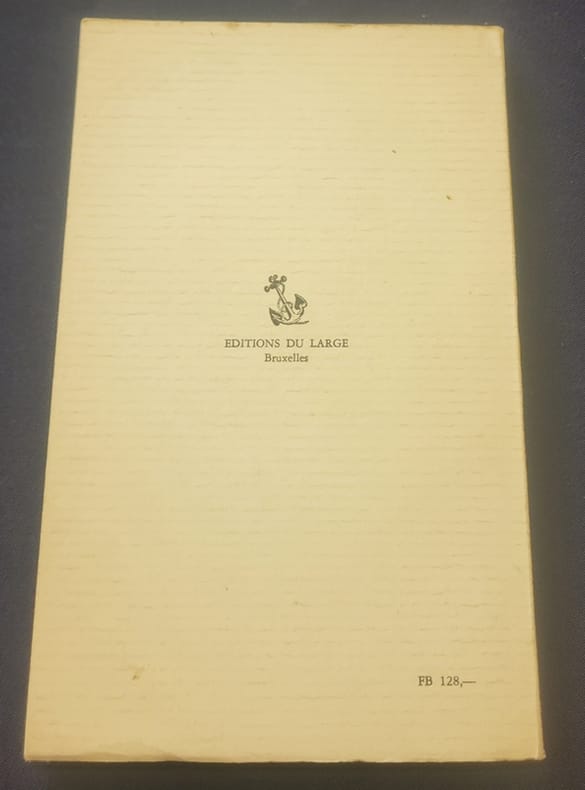 EDITIONS DU LARGE
Bruxelles
FB 128,—